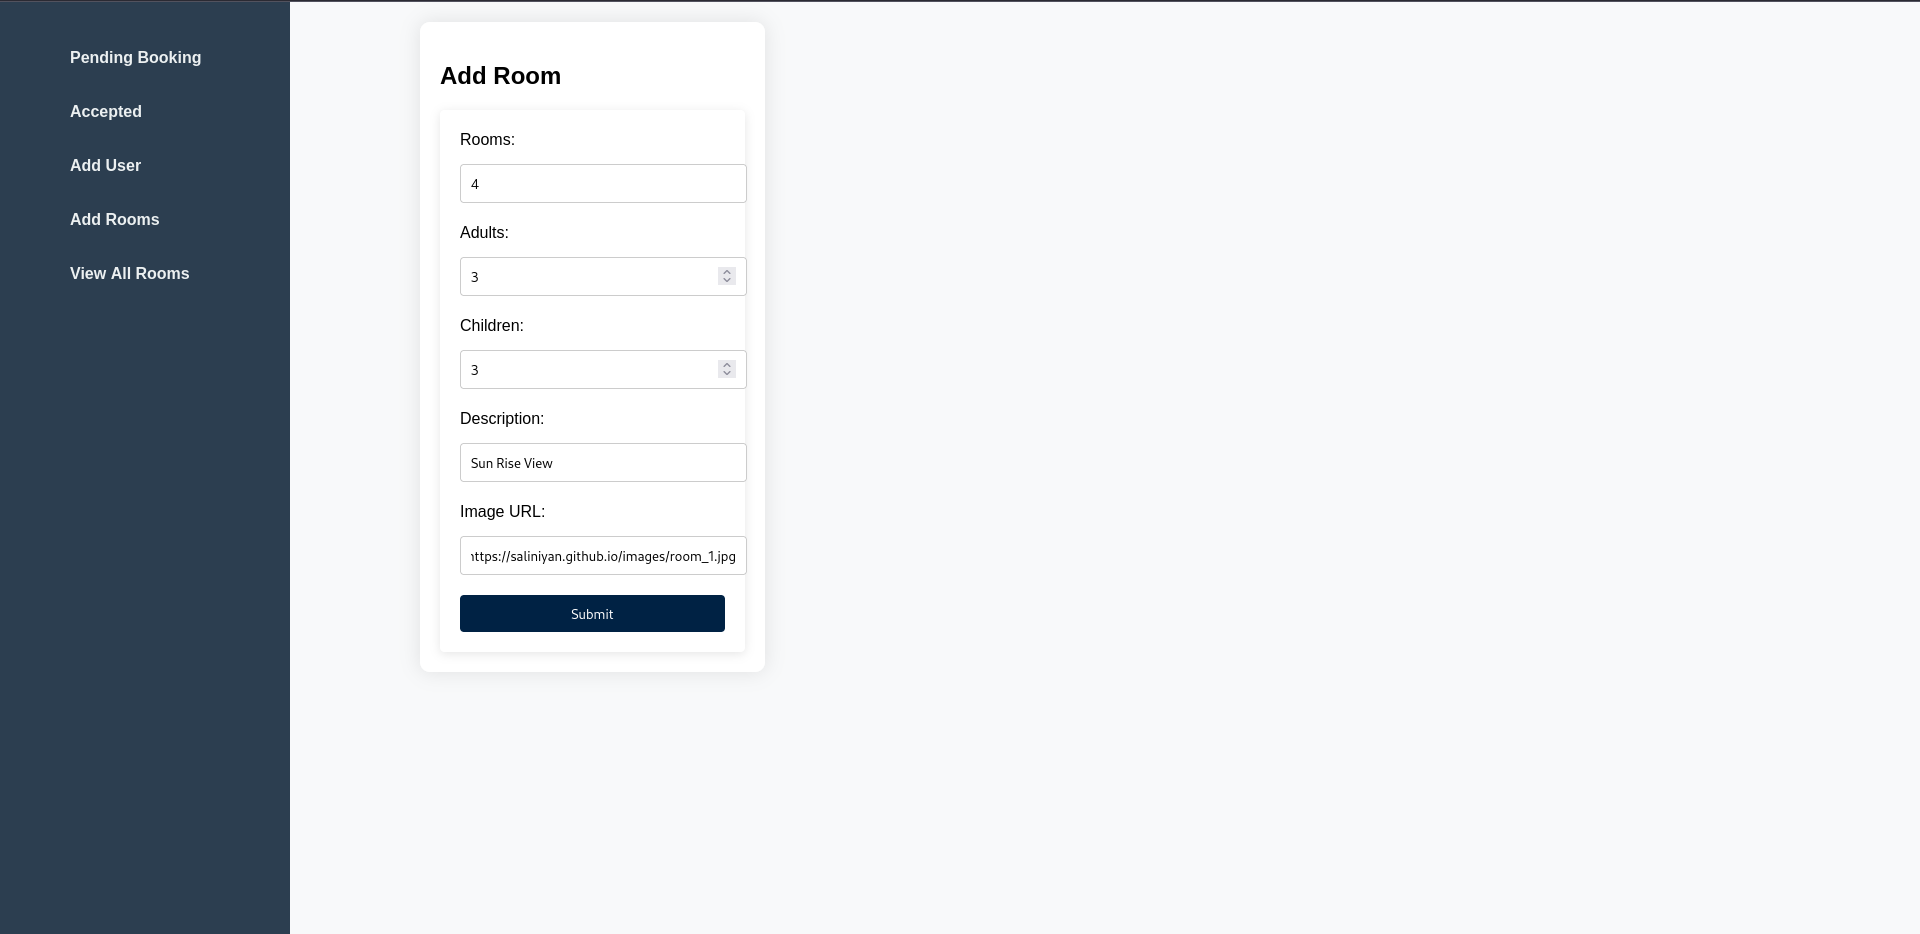 Pending Booking
Accepted
Add User
Add Rooms
View All Rooms
Add Room
Rooms:
4
Adults:
3
Children:
3
Description:
Sun Rise View
Image URL:
ttps://saliniyan.github.io/images/room_1.jpg
Submit